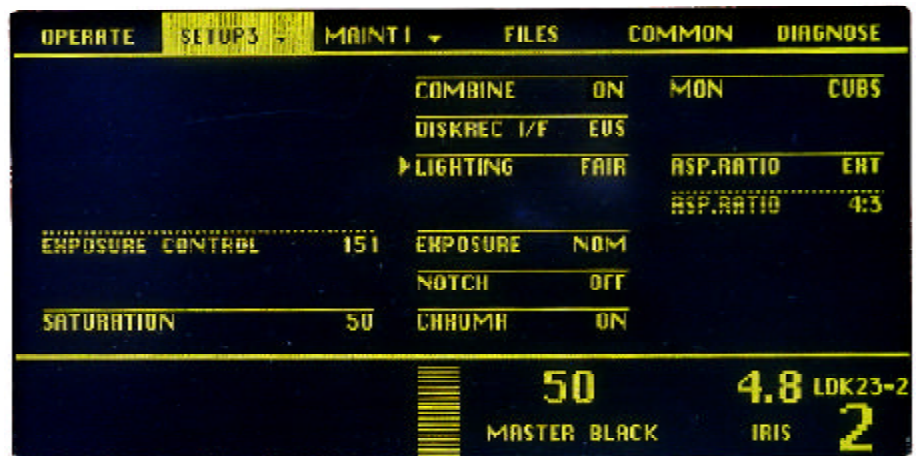 OPERATE SETUP3 MAINT1 FILES COMMON DIAGNOSE
COMBINE ON MON CVBS
DISKREC I/F EVS
LIGHTING FAIR ASP.RATIO EXT
ASP.RATIO 4:3
EXPOSURE CONTROL 151 EXPOSURE NOM
NOTCH OFF
SATURATION 50 CHROMA ON
50 4.8 LDK23-2
MASTER BLACK IRIS 2